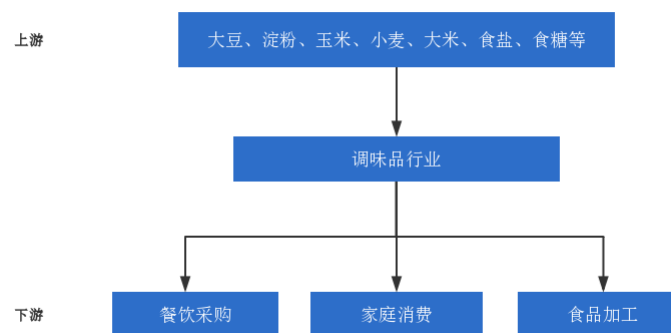 上游
大豆、淀粉、玉米、小麦、大米、食盐、食糖等
调味品行业
下游
餐饮采购
家庭消费
食品加工